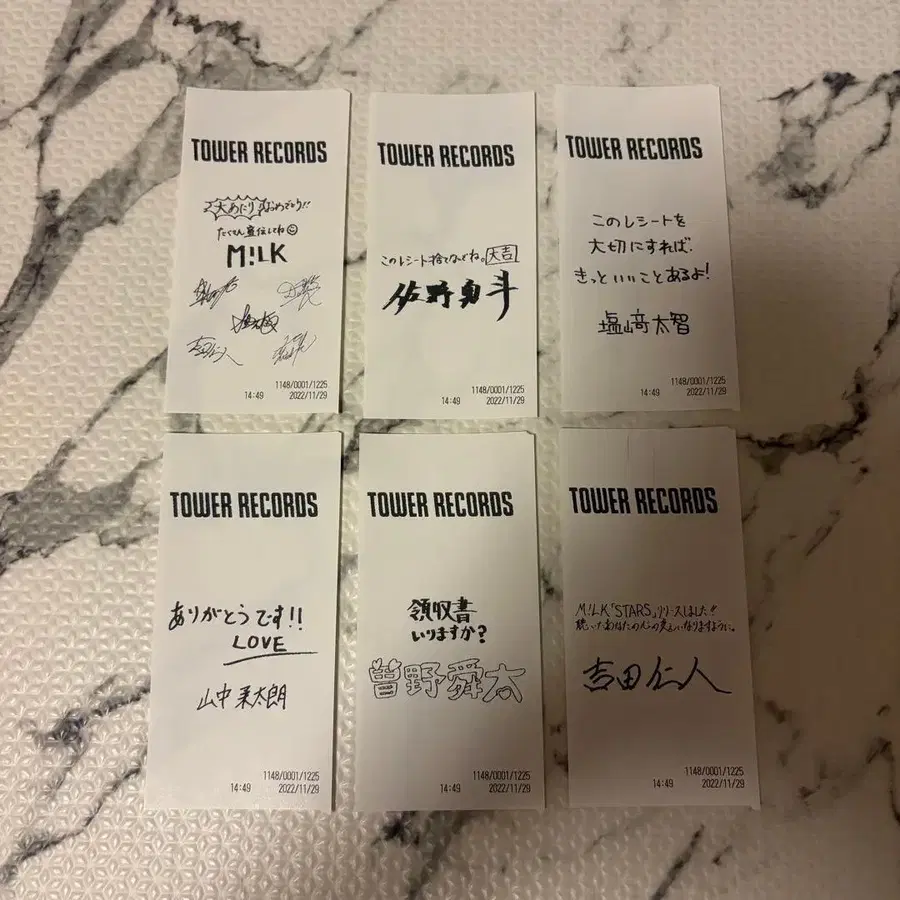 TOWER RECORDS
大あたり おめでとう!!
たくさん宣伝してね
M!LK
吉田仁人
1148/0001/1225
14:49 2022/11/29
TOWER RECORDS
このレシート捨てないでね。大吉
佐野勇斗
1148/0001/1225
14:49 2022/11/29
TOWER RECORDS
このレシートを
大切にすれば、
きっといいことあるよ!
塩﨑太智
1148/0001/1225
14:49 2022/11/29
TOWER RECORDS
ありがとうです!!
LOVE
山中柔太朗
1148/0001/1225
14:49 2022/11/29
TOWER RECORDS
領収書
いりますか?
曽野舜太
1148/0001/1225
14:49 2022/11/29
TOWER RECORDS
M!LK「STARS」リリースしました!!
聴いたあなたの心の支えになりますように。
吉田仁人
1148/0001/1225
14:49 2022/11/29